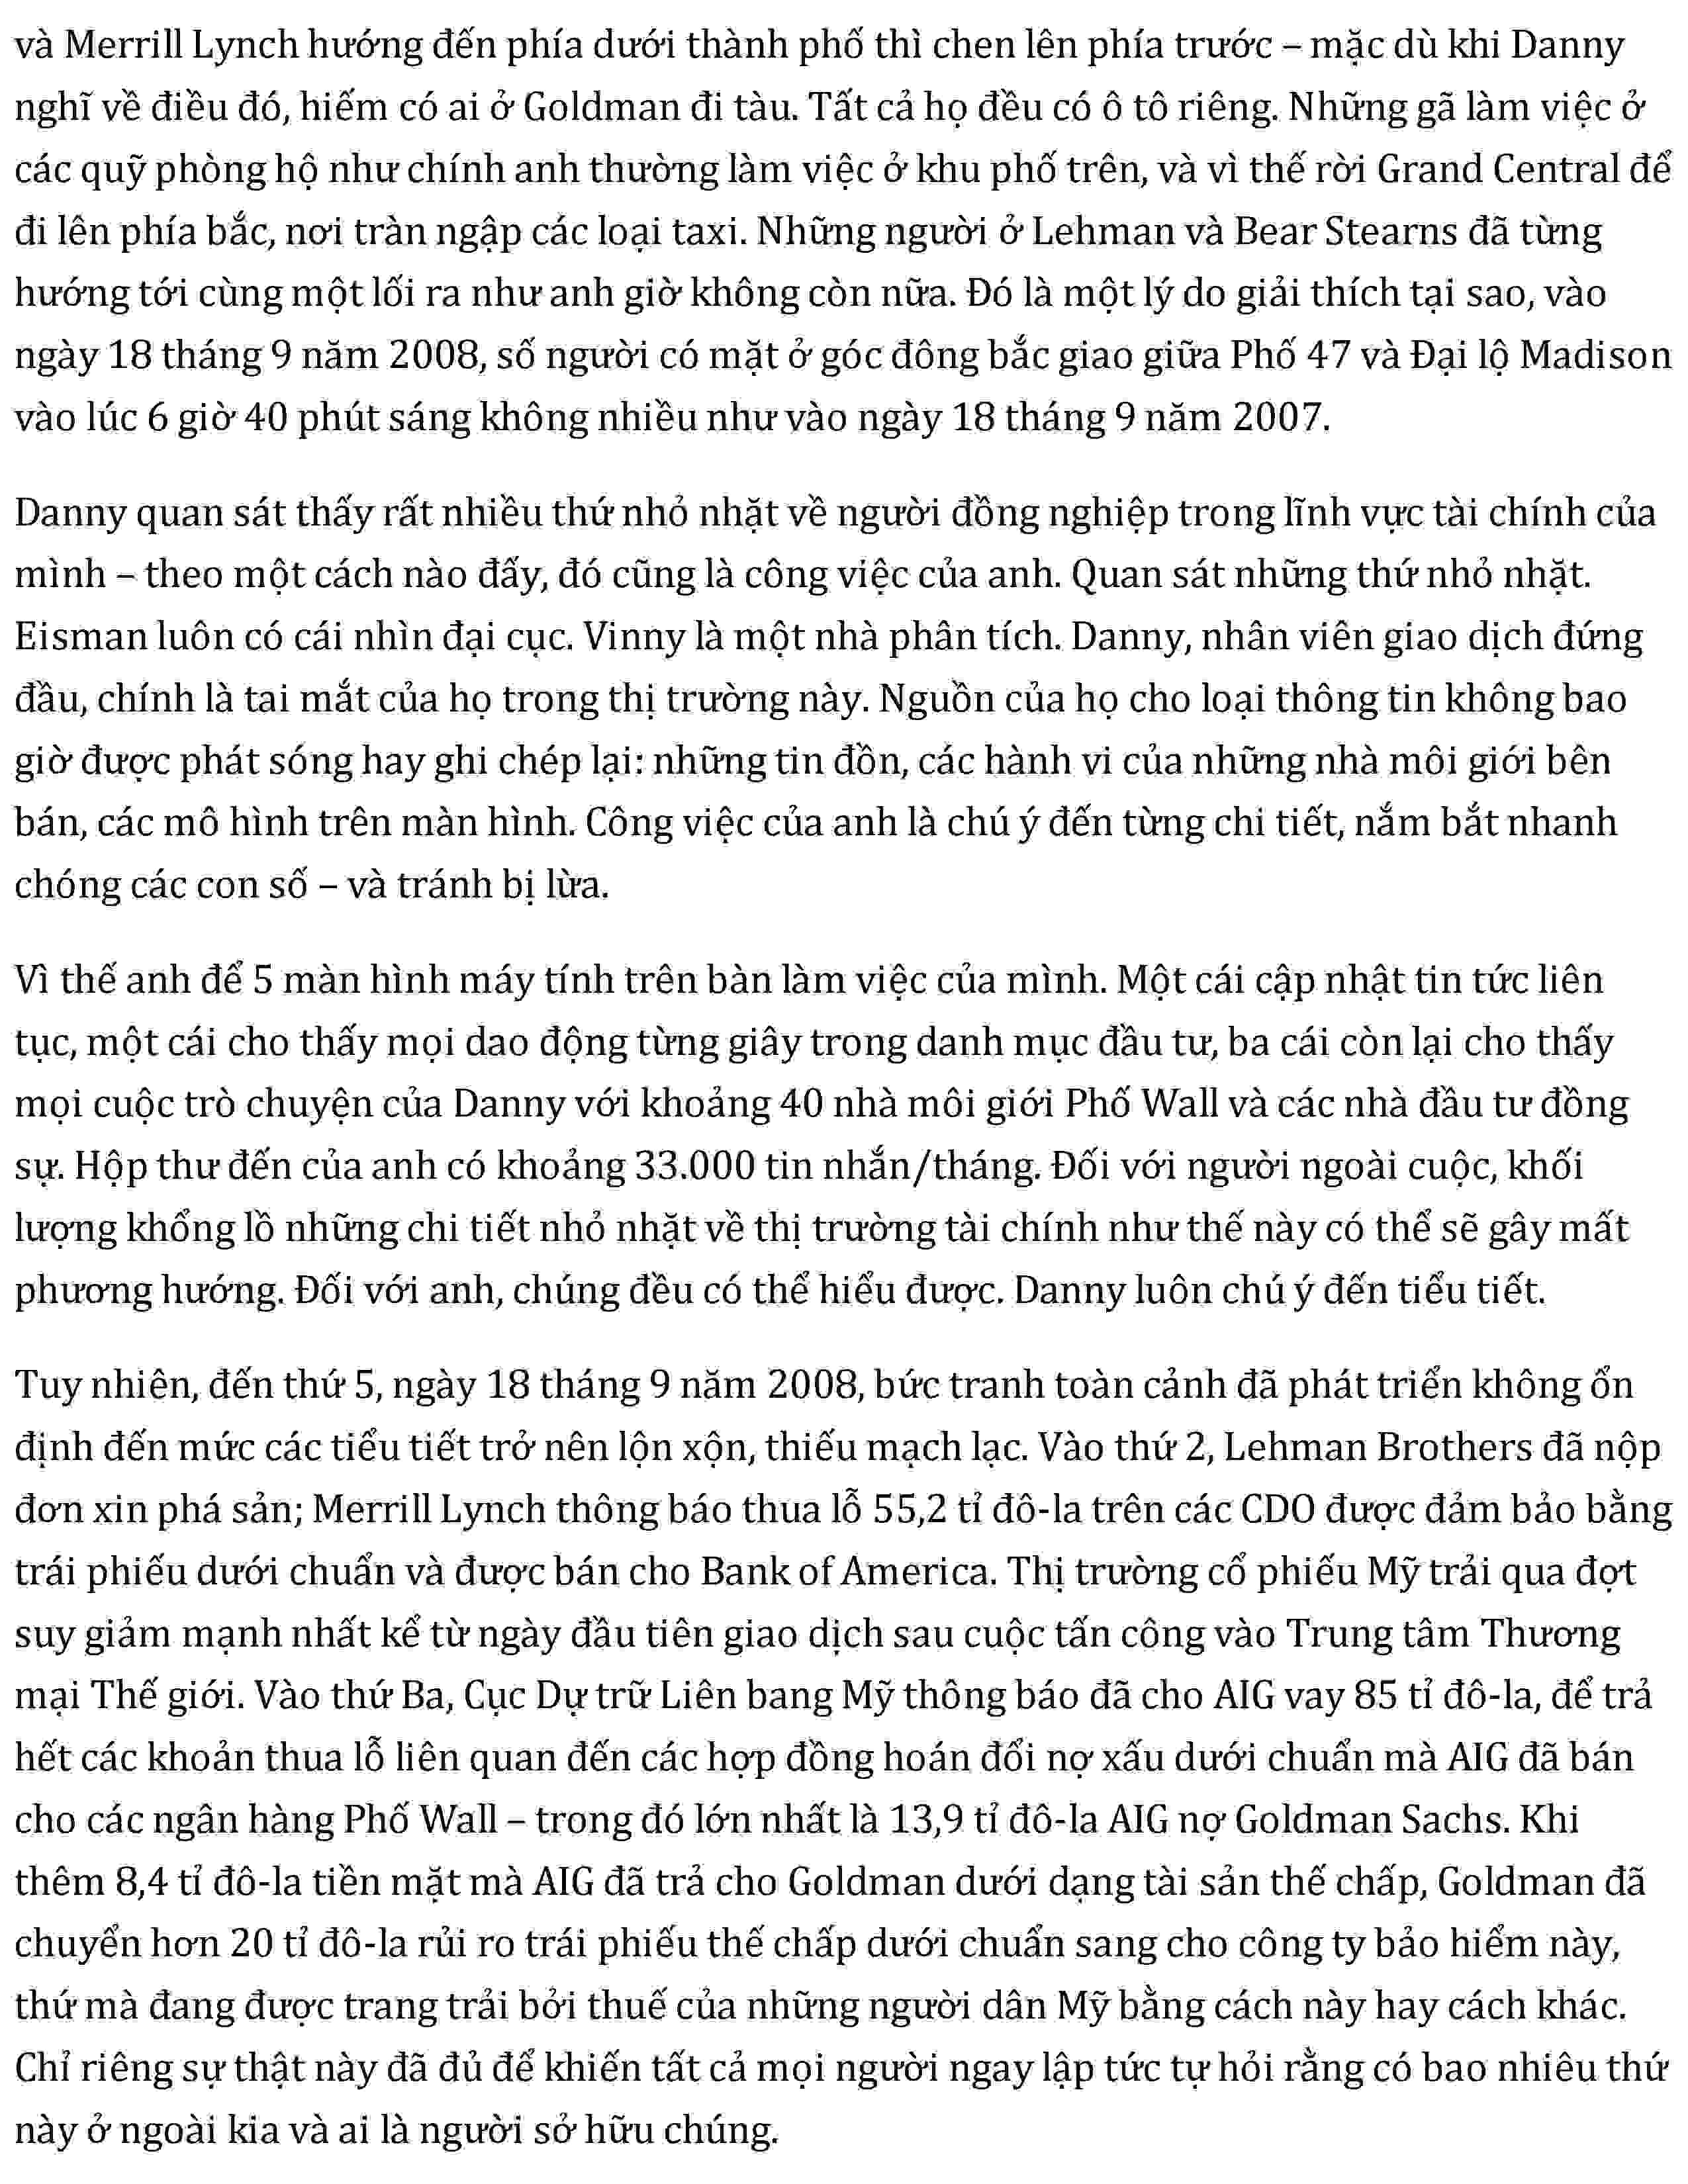 và Merrill Lynch hướng đến phía dưới thành phố thì chen lên phía trước – mặc dù khi Danny
nghĩ về điều đó, hiếm có ai ở Goldman đi tàu. Tất cả họ đều có ô tô riêng. Những gã làm việc ở
các quỹ phòng hộ như chính anh thường làm việc ở khu phố trên, và vì thế rời Grand Central để
đi lên phía bắc, nơi tràn ngập các loại taxi. Những người ở Lehman và Bear Stearns đã từng
hướng tới cùng một lối ra như anh giờ không còn nữa. Đó là một lý do giải thích tại sao, vào
ngày 18 tháng 9 năm 2008, số người có mặt ở góc đông bắc giao giữa Phố 47 và Đại lộ Madison
vào lúc 6 giờ 40 phút sáng không nhiều như vào ngày 18 tháng 9 năm 2007.
Danny quan sát thấy rất nhiều thứ nhỏ nhặt về người đồng nghiệp trong lĩnh vực tài chính của
mình – theo một cách nào đấy, đó cũng là công việc của anh. Quan sát những thứ nhỏ nhặt.
Eisman luôn có cái nhìn đại cục. Vinny là một nhà phân tích. Danny, nhân viên giao dịch đứng
đầu, chính là tai mắt của họ trong thị trường này. Nguồn của họ cho loại thông tin không bao
giờ được phát sóng hay ghi chép lại: những tin đồn, các hành vi của những nhà môi giới bên
bán, các mô hình trên màn hình. Công việc của anh là chú ý đến từng chi tiết, nắm bắt nhanh
chóng các con số – và tránh bị lừa.
Vì thế anh để 5 màn hình máy tính trên bàn làm việc của mình. Một cái cập nhật tin tức liên
tục, một cái cho thấy mọi dao động từng giây trong danh mục đầu tư, ba cái còn lại cho thấy
mọi cuộc trò chuyện của Danny với khoảng 40 nhà môi giới Phố Wall và các nhà đầu tư đồng
sự. Hộp thư đến của anh có khoảng 33.000 tin nhắn/tháng. Đối với người ngoài cuộc, khối
lượng khổng lồ những chi tiết nhỏ nhặt về thị trường tài chính như thế này có thể sẽ gây mất
phương hướng. Đối với anh, chúng đều có thể hiểu được. Danny luôn chú ý đến tiểu tiết.
Tuy nhiên, đến thứ 5, ngày 18 tháng 9 năm 2008, bức tranh toàn cảnh đã phát triển không ổn
định đến mức các tiểu tiết trở nên lộn xộn, thiếu mạch lạc. Vào thứ 2, Lehman Brothers đã nộp
đơn xin phá sản; Merrill Lynch thông báo thua lỗ 55,2 tỉ đô-la trên các CDO được đảm bảo bằng
trái phiếu dưới chuẩn và được bán cho Bank of America. Thị trường cổ phiếu Mỹ trải qua đợt
suy giảm mạnh nhất kể từ ngày đầu tiên giao dịch sau cuộc tấn công vào Trung tâm Thương
mại Thế giới. Vào thứ Ba, Cục Dự trữ Liên bang Mỹ thông báo đã cho AIG vay 85 tỉ đô-la, để trả
hết các khoản thua lỗ liên quan đến các hợp đồng hoán đổi nợ xấu dưới chuẩn mà AIG đã bán
cho các ngân hàng Phố Wall – trong đó lớn nhất là 13,9 tỉ đô-la AIG nợ Goldman Sachs. Khi
thêm 8,4 tỉ đô-la tiền mặt mà AIG đã trả cho Goldman dưới dạng tài sản thế chấp, Goldman đã
chuyển hơn 20 tỉ đô-la rủi ro trái phiếu thế chấp dưới chuẩn sang cho công ty bảo hiểm này,
thứ mà đang được trang trải bởi thuế của những người dân Mỹ bằng cách này hay cách khác.
Chỉ riêng sự thật này đã đủ để khiến tất cả mọi người ngay lập tức tự hỏi rằng có bao nhiêu thứ
này ở ngoài kia và ai là người sở hữu chúng.